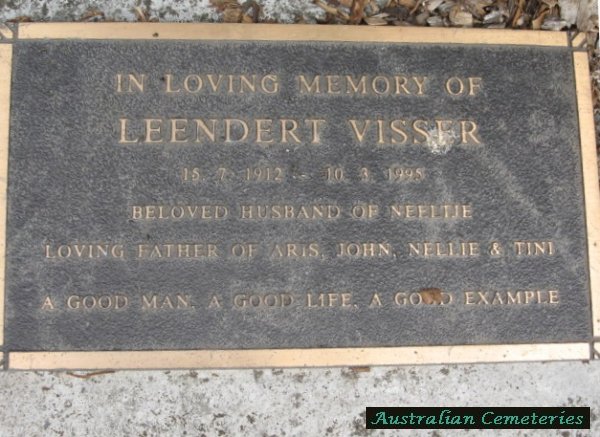 IN LOVING MEMORY OF
LEENDERT VISSER
15. 7. 1912 - 10. 3. 1995
BELOVED HUSBAND OF NEELTJE
LOVING FATHER OF ARIS, JOHN, NELLIE & TINI
A GOOD MAN, A GOOD LIFE, A GOOD EXAMPLE
Australian Cemeteries